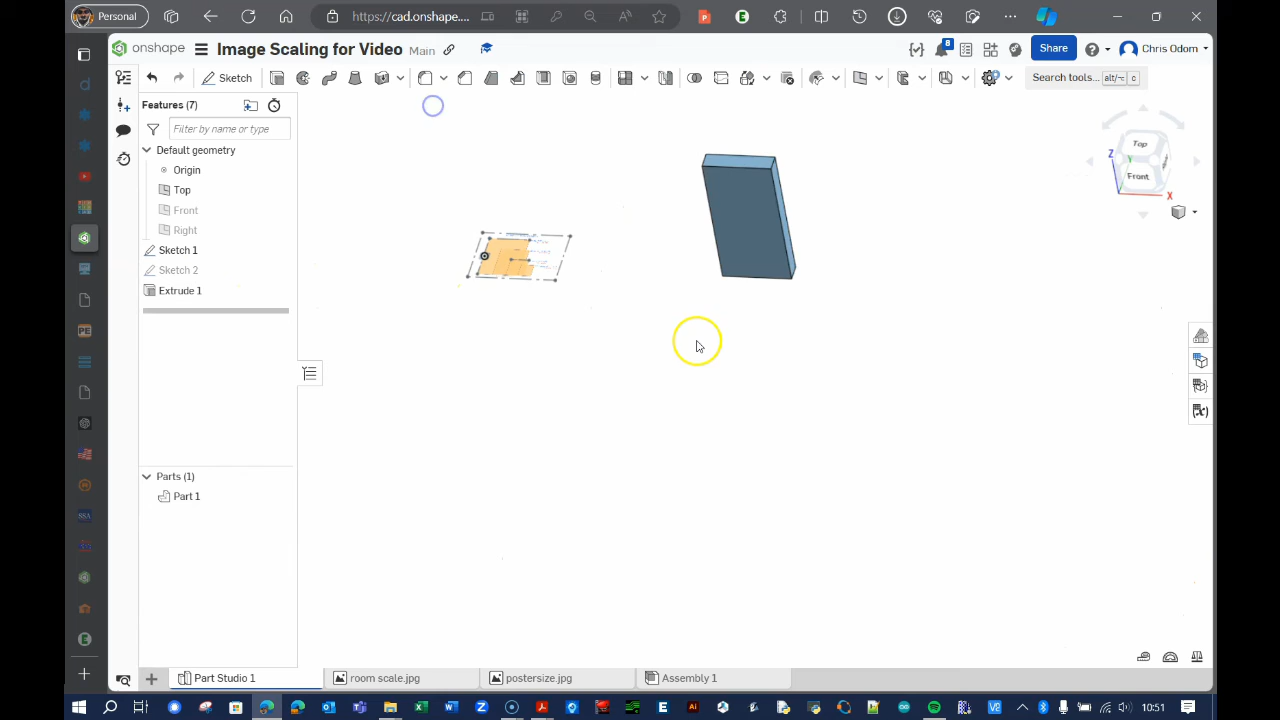 Personal
https://cad.onshape....
onshape
Image Scaling for Video
Main
8
Share
Chris Odom
Sketch
Search tools...
alt/⌥
c
Features (7)
Filter by name or type
Default geometry
Origin
Top
Front
Right
Sketch 1
Sketch 2
Extrude 1
Parts (1)
Part 1
Top
Front
Z
Y
X
Part Studio 1
room scale.jpg
postersize.jpg
Assembly 1
10:51